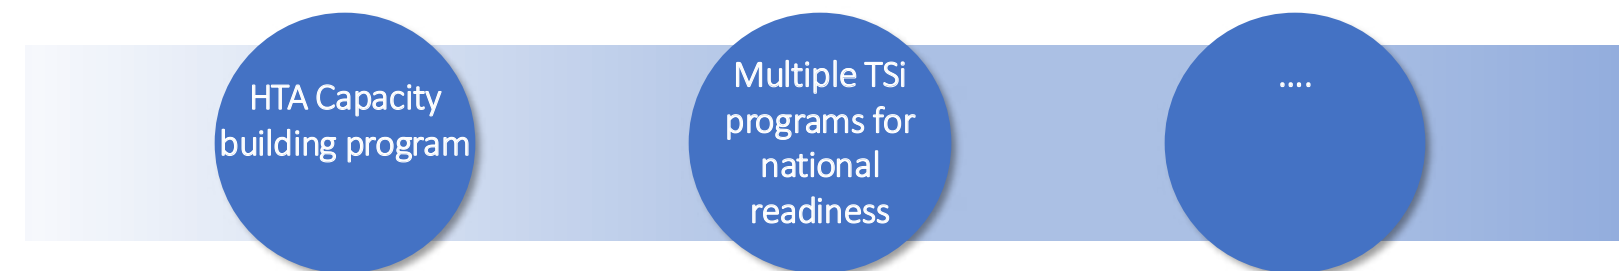 HTA Capacity
building program
Multiple TSi
programs for
national
readiness
....